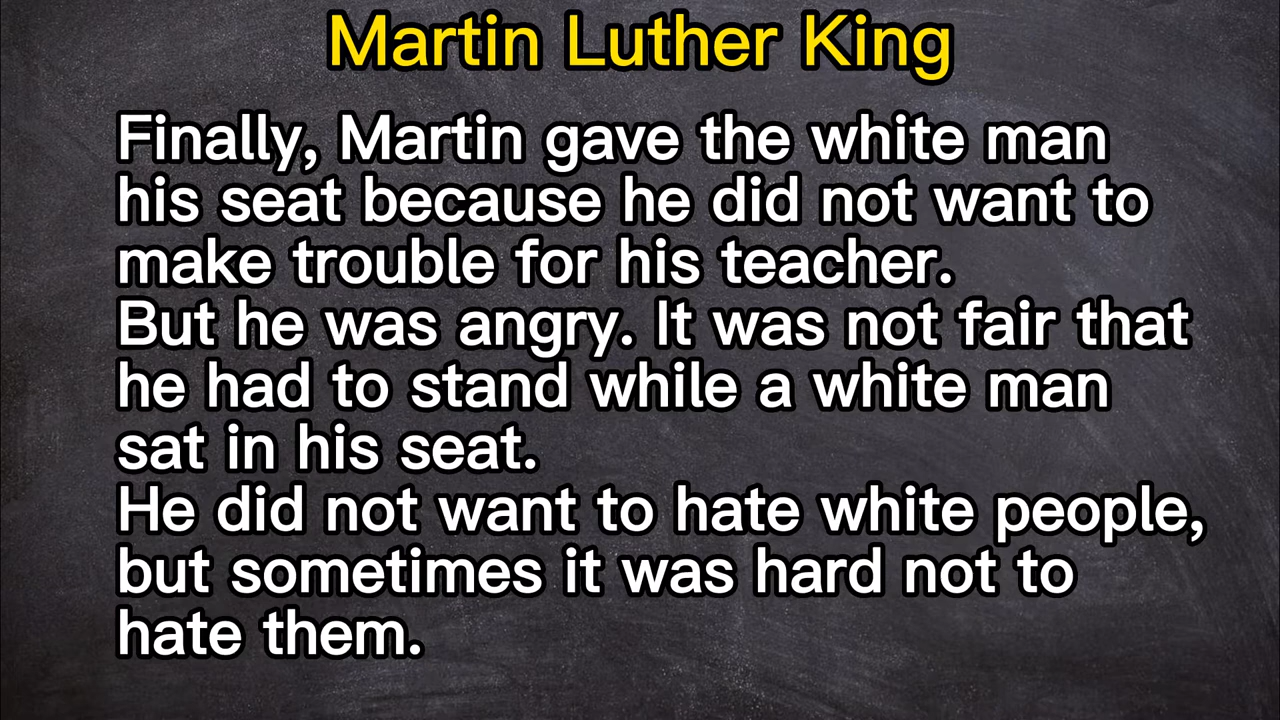 Martin Luther King
Finally, Martin gave the white man
his seat because he did not want to
make trouble for his teacher.
But he was angry. It was not fair that
he had to stand while a white man
sat in his seat.
He did not want to hate white people,
but sometimes it was hard not to
hate them.